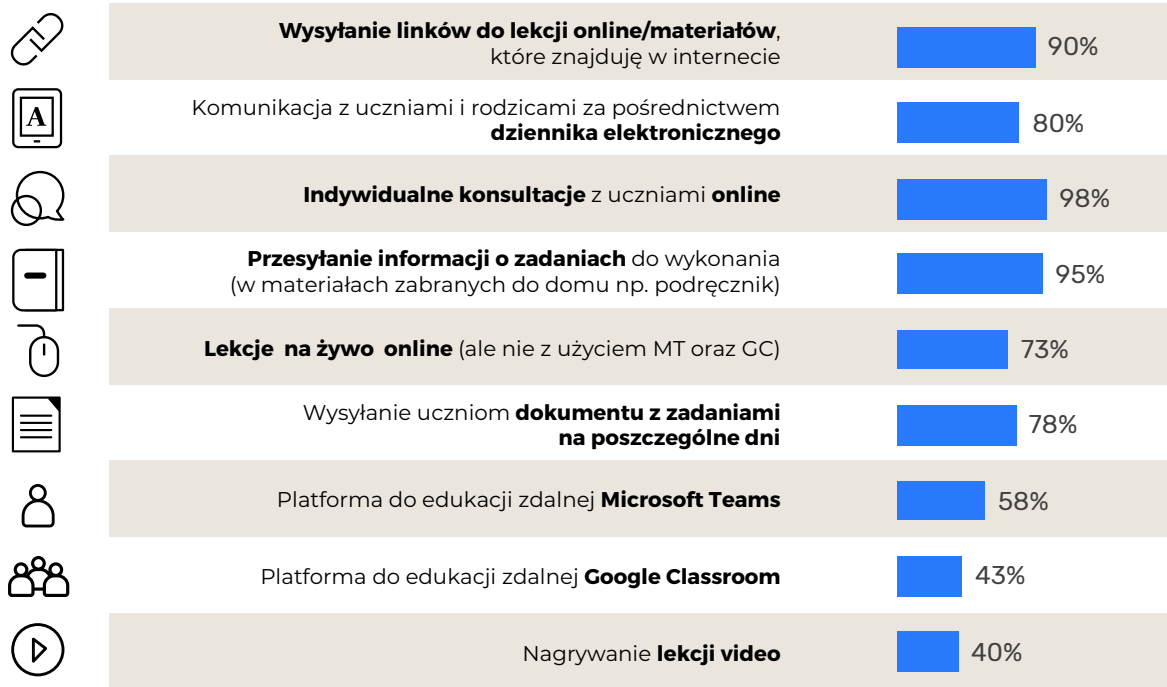 Wysyłanie linków do lekcji online/materiałów,
które znajduję w internecie
90%
A
Komunikacja z uczniami i rodzicami za pośrednictwem
dziennika elektronicznego
80%
Indywidualne konsultacje z uczniami online
98%
Przesyłanie informacji o zadaniach do wykonania
(w materiałach zabranych do domu np. podręcznik)
95%
Lekcje na żywo online (ale nie z użyciem MT oraz GC)
73%
Wysyłanie uczniom dokumentu z zadaniami
na poszczególne dni
78%
Platforma do edukacji zdalnej Microsoft Teams
58%
Platforma do edukacji zdalnej Google Classroom
43%
Nagrywanie lekcji video
40%